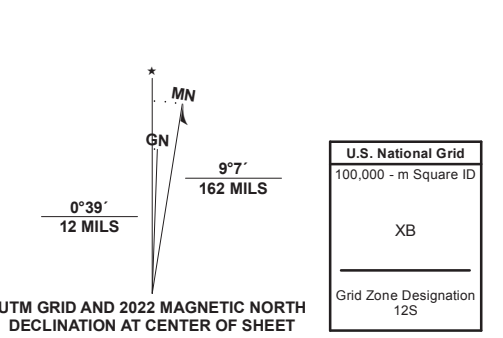 ★
MN
GN
9°7´
162 MILS
0°39´
12 MILS
UTM GRID AND 2022 MAGNETIC NORTH
DECLINATION AT CENTER OF SHEET
U.S. National Grid
100,000 - m Square ID
XB
Grid Zone Designation
12S